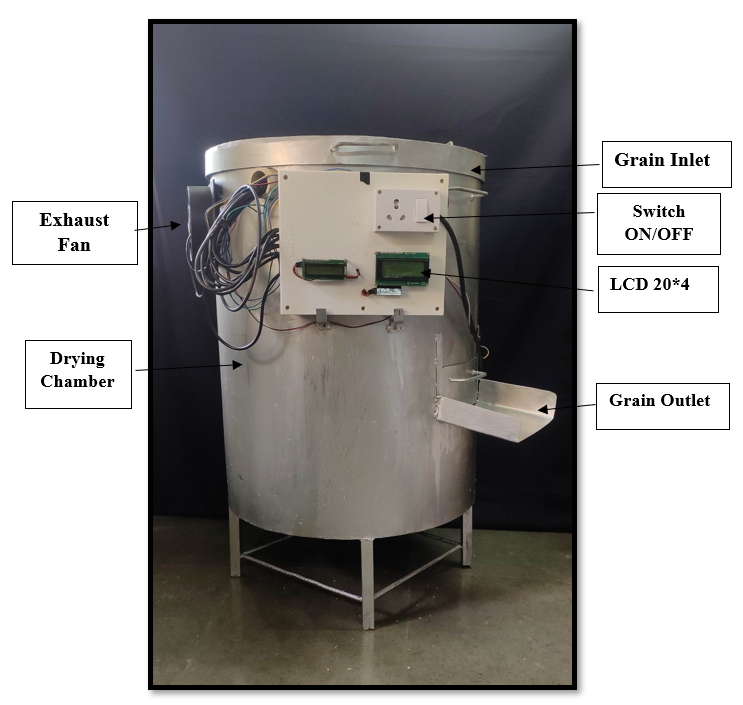 Grain Inlet
Switch
ON/OFF
Exhaust
Fan
LCD 20*4
Drying
Chamber
Grain Outlet